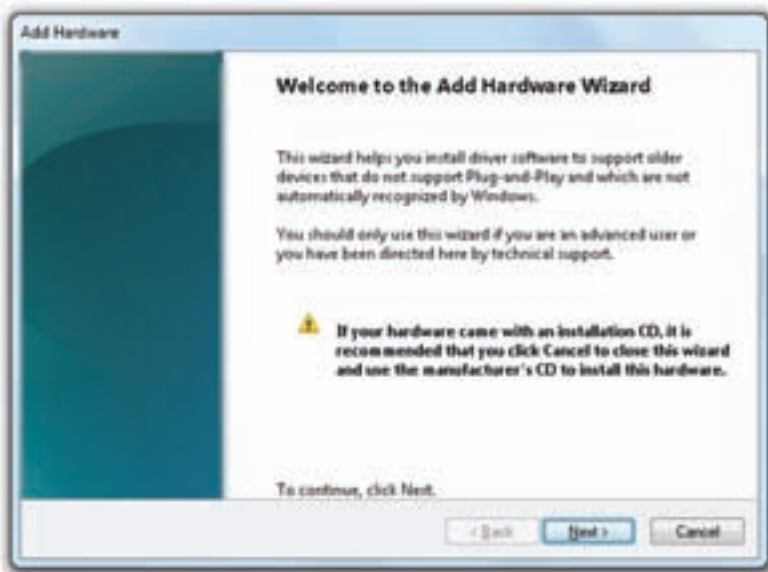 Add Hardware
Welcome to the Add Hardware Wizard
This wizard helps you install driver software to support older
devices that do not support Plug-and-Play and which are not
automatically recognized by Windows.
You should only use this wizard if you are an advanced user or
you have been directed here by technical support.
If your hardware came with an installation CD, it is
recommended that you click Cancel to close this wizard
and use the manufacturer's CD to install this hardware.
To continue, click Next.
< Back Next > Cancel